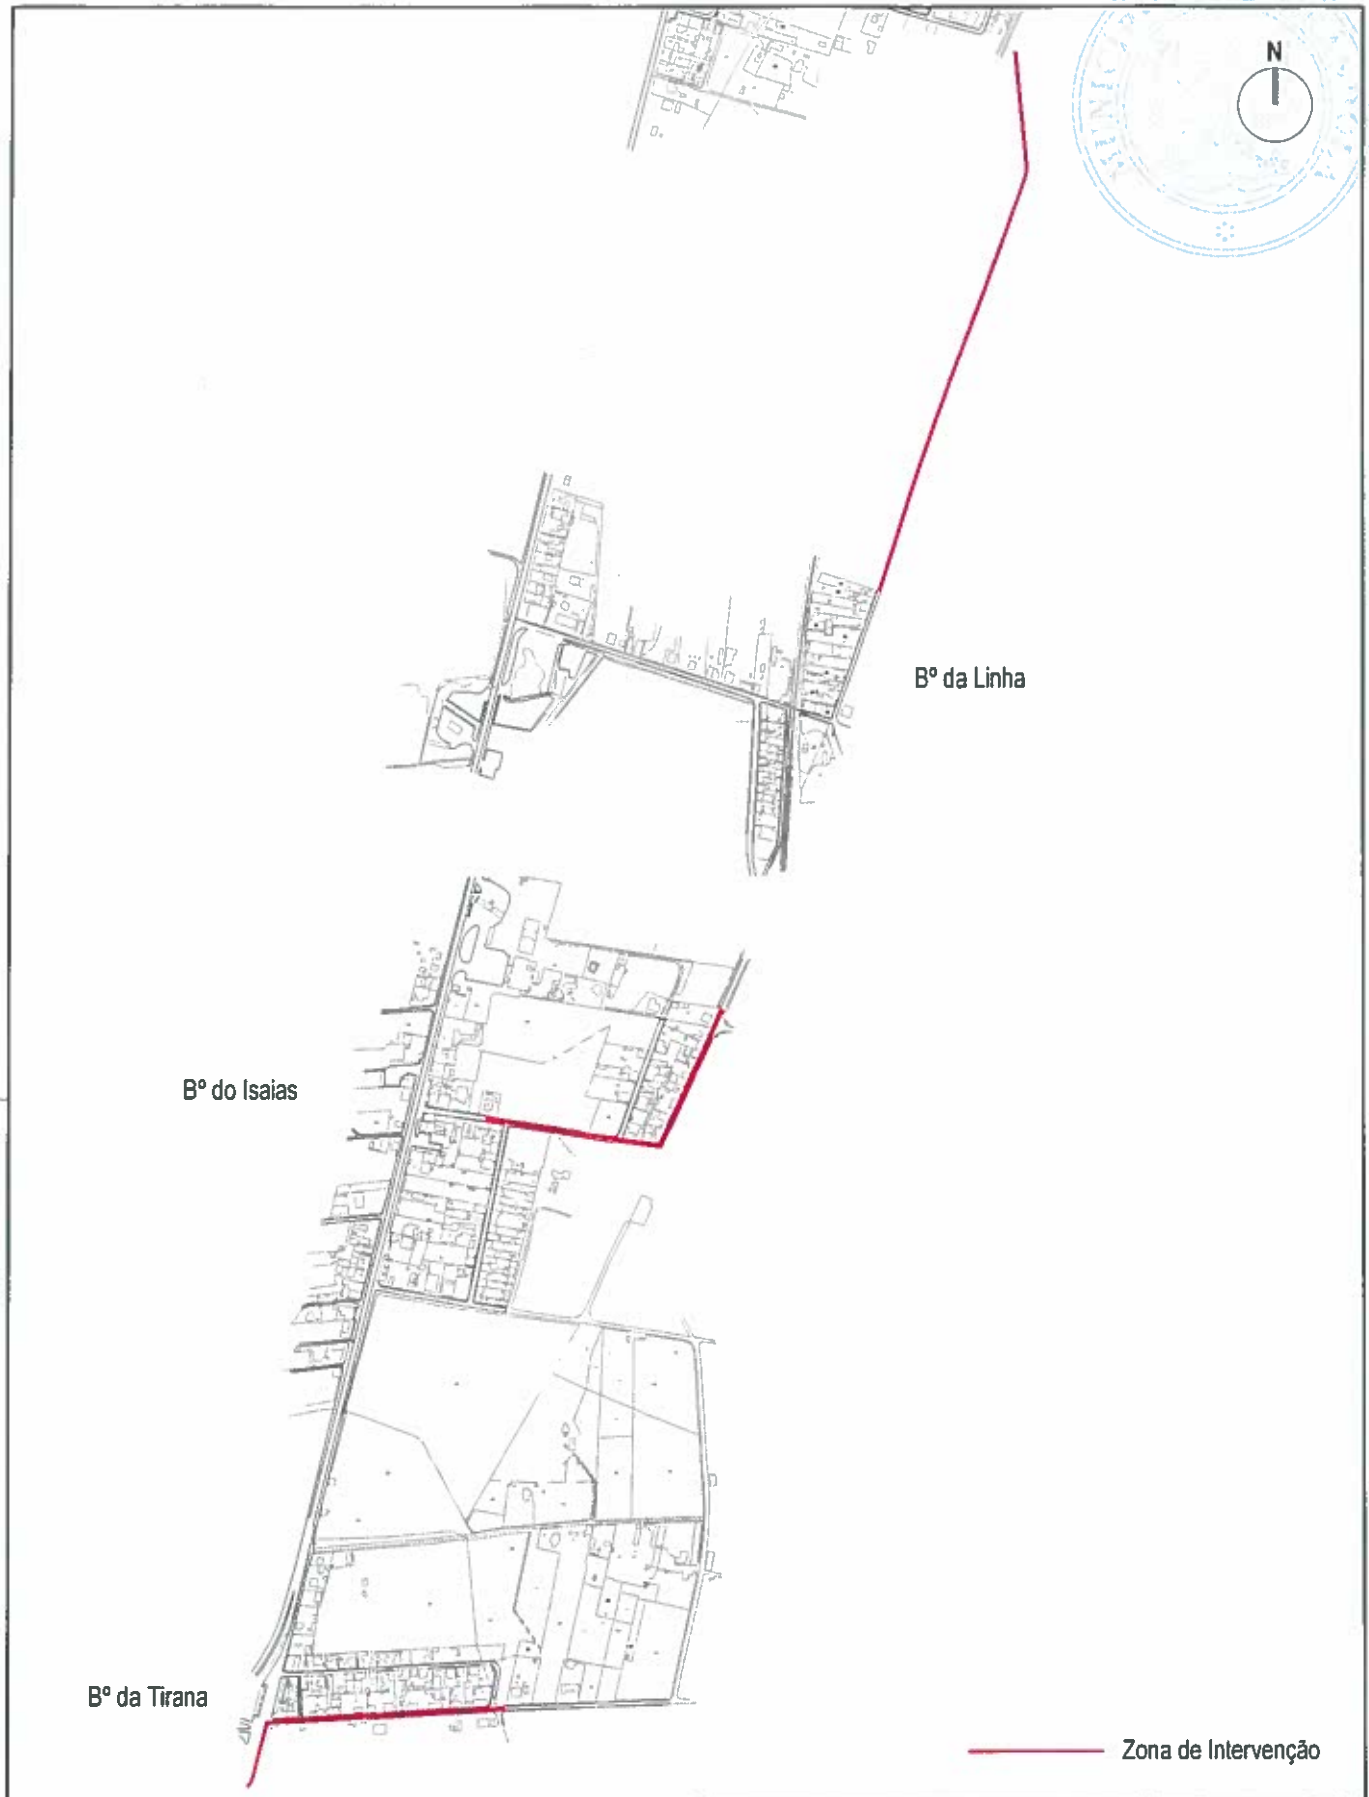 N
Bº da Linha
Bº do Isaias
Bº da Tirana
Zona de Intervenção